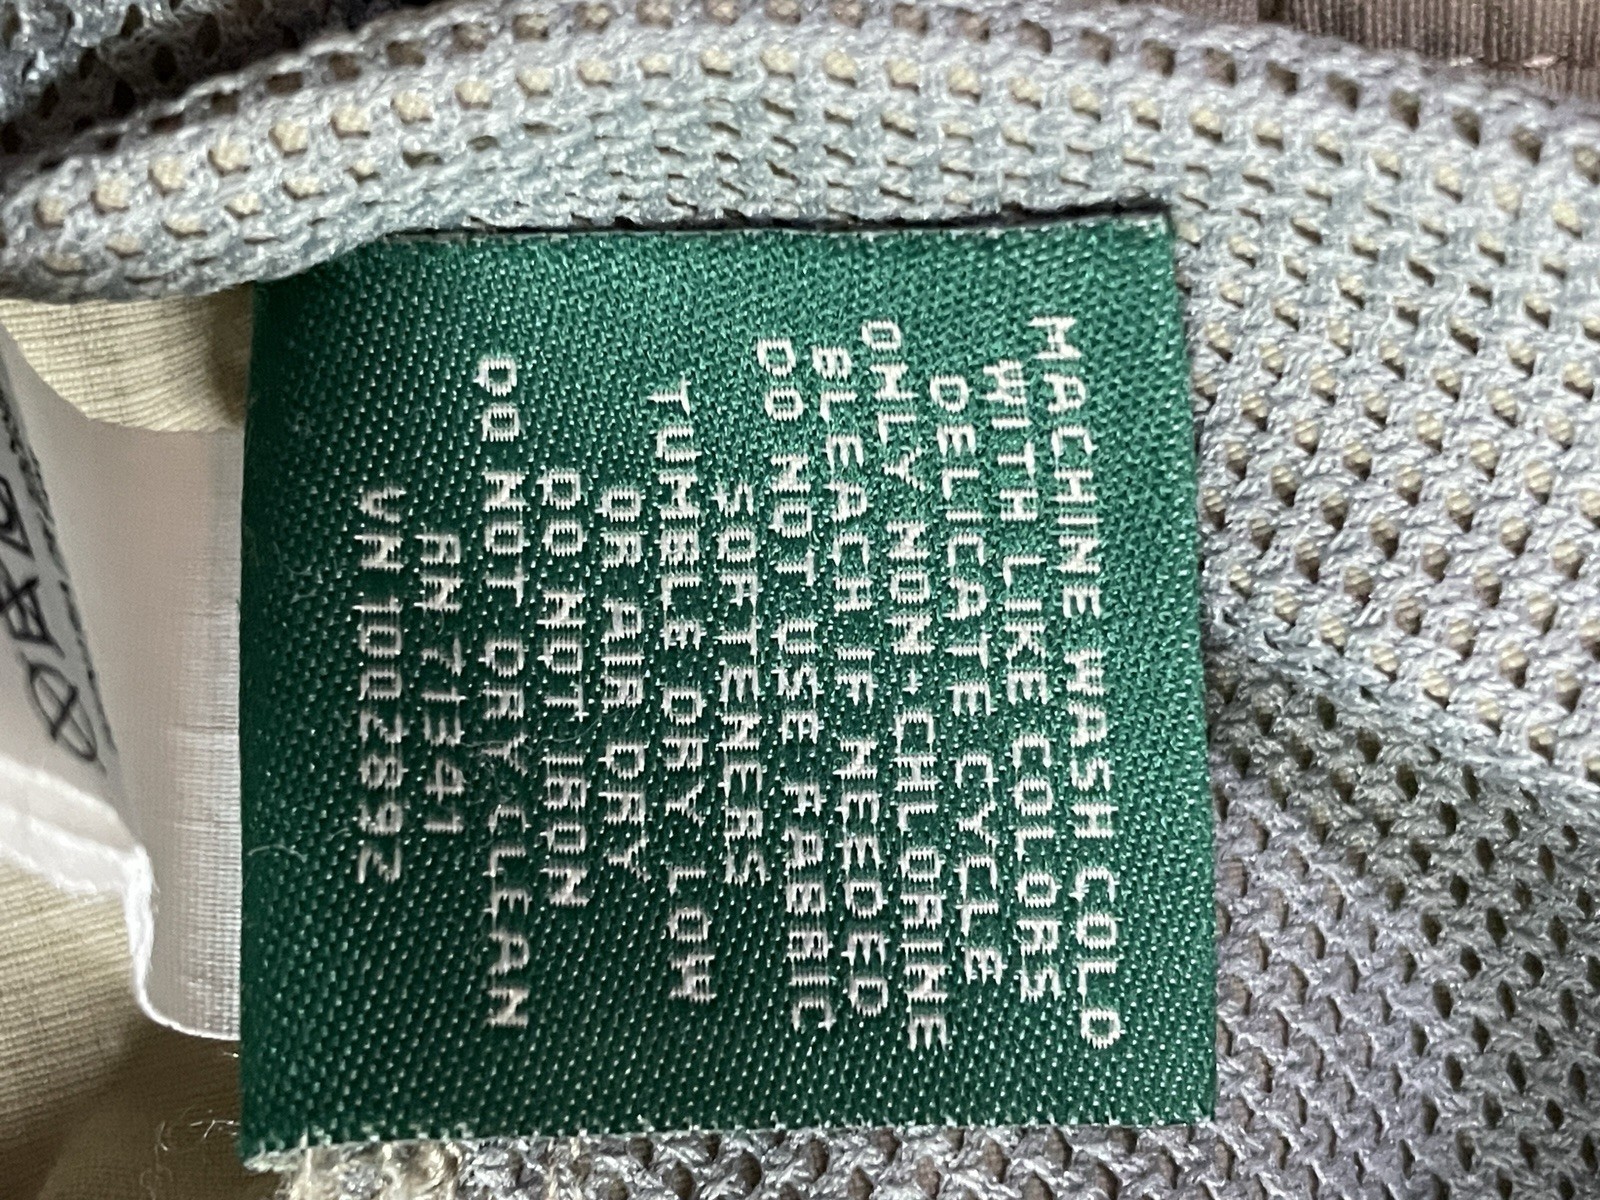 MACHINE WASH COLD
WITH LIKE COLORS
DELICATE CYCLE
ONLY NON-CHLORINE
BLEACH IF NEEDED
DO NOT USE FABRIC
SOFTENERS
TUMBLE DRY LOW
OR AIR DRY
DO NOT IRON
DO NOT DRY CLEAN
RN 71341
VN 100289Z